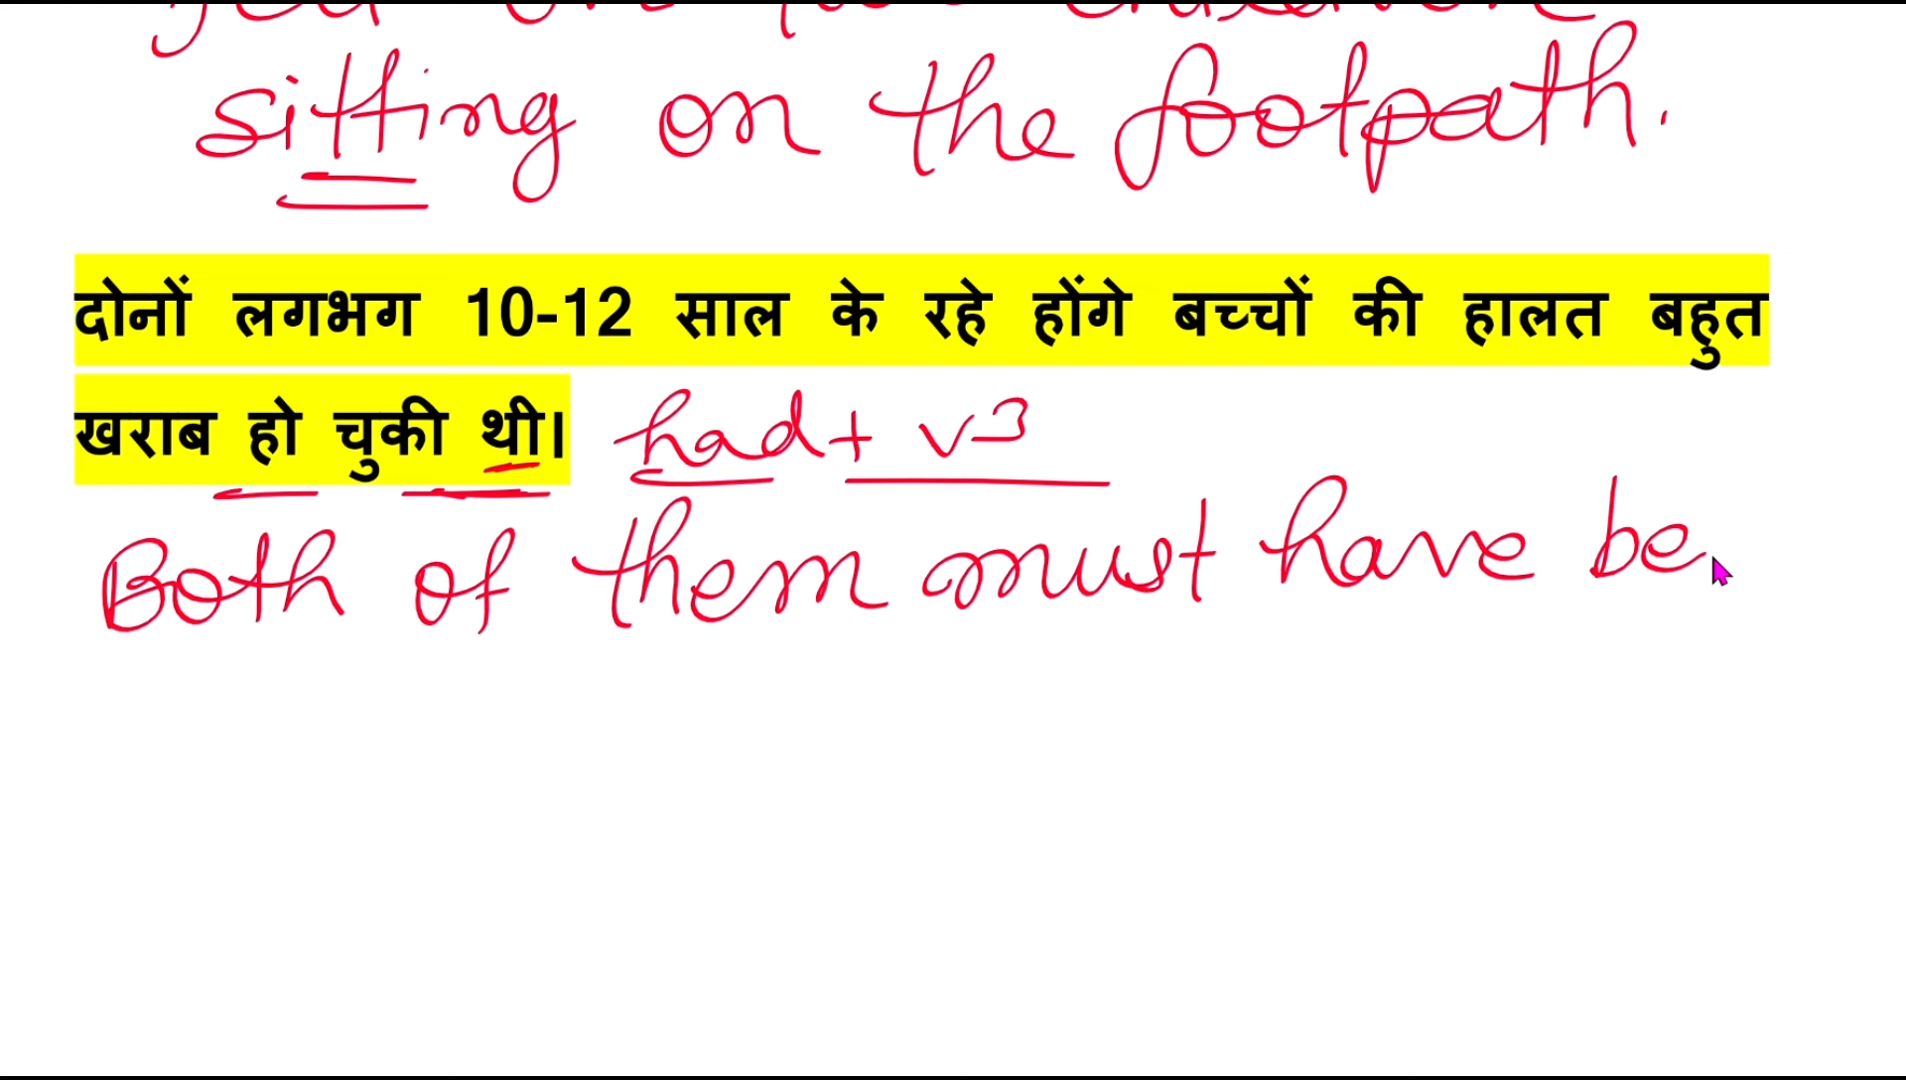 sitting on the footpath.
दोनों लगभग 10-12 साल के रहे होंगे बच्चों की हालत बहुत
खराब हो चुकी थी। had + v3
Both of them must have be